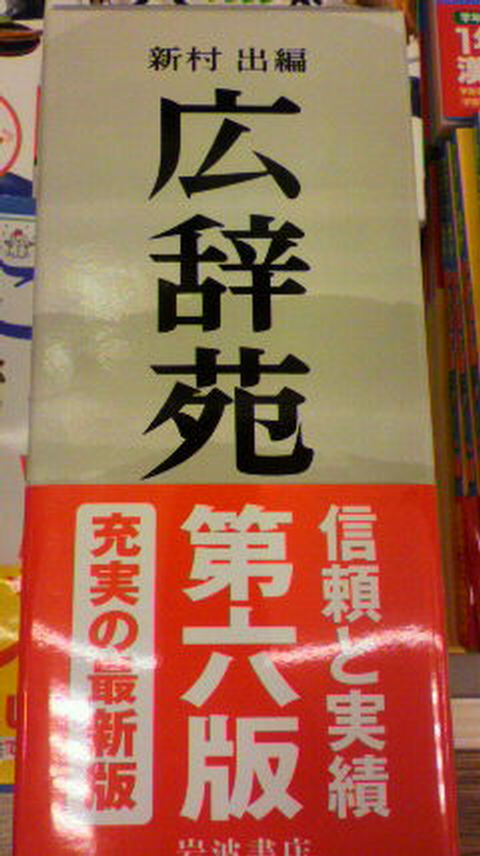 新村 出編
広辞苑
信頼と実績
第六版
充実の最新版
岩波書店